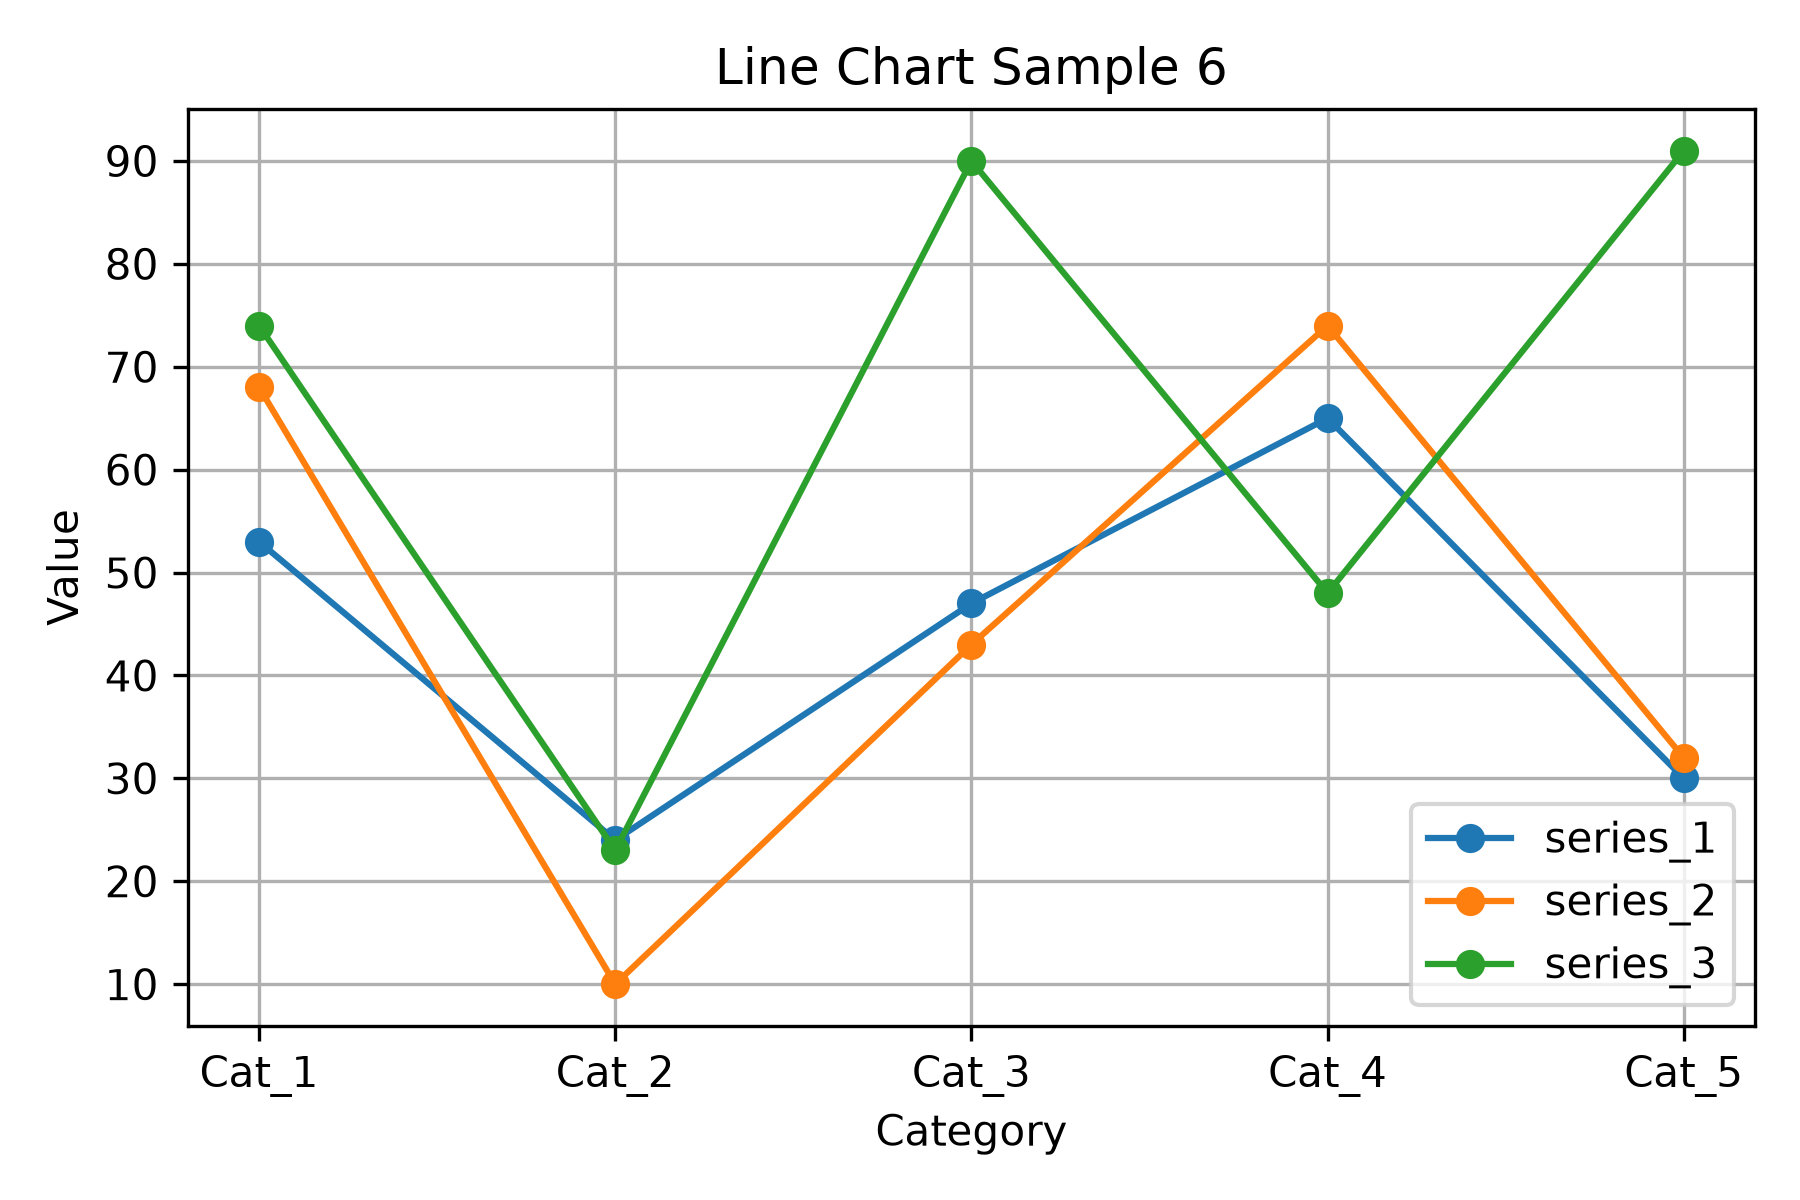 Line Chart Sample 6
Value
90
80
70
60
50
40
30
20
10
series_1
series_2
series_3
Cat_1 Cat_2 Cat_3 Cat_4 Cat_5
Category